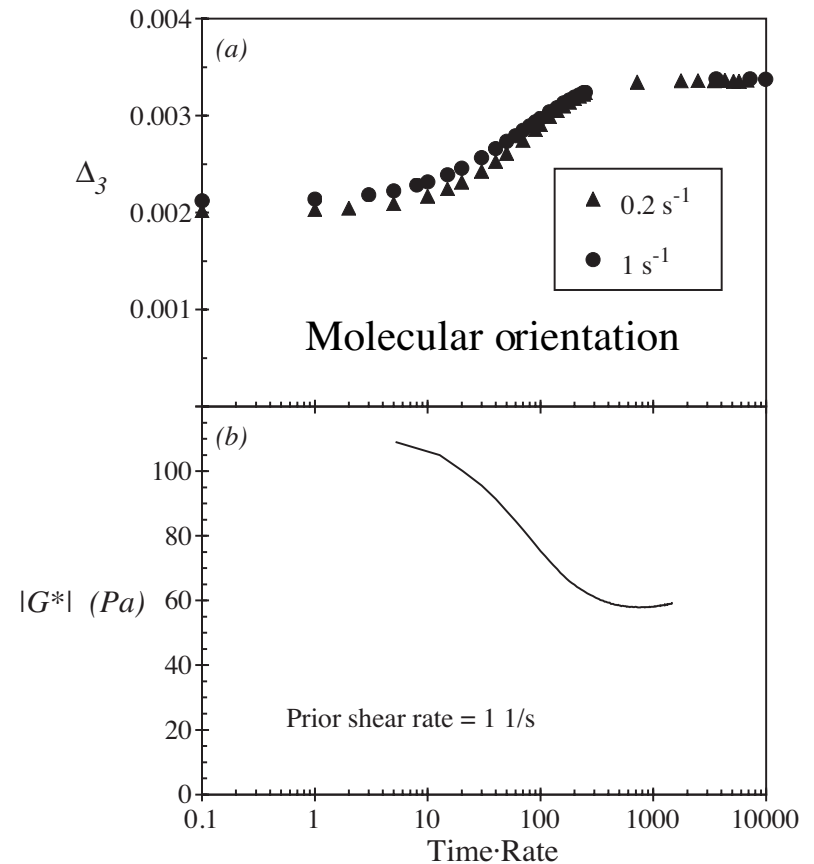 0.004
(a)
0.003
Δ3
0.002
0.2 s-1
1 s-1
0.001
Molecular orientation
(b)
100
80
|G*| (Pa)
60
40
Prior shear rate = 1 1/s
20
0
0.1 1 10 100 1000 10000
Time·Rate